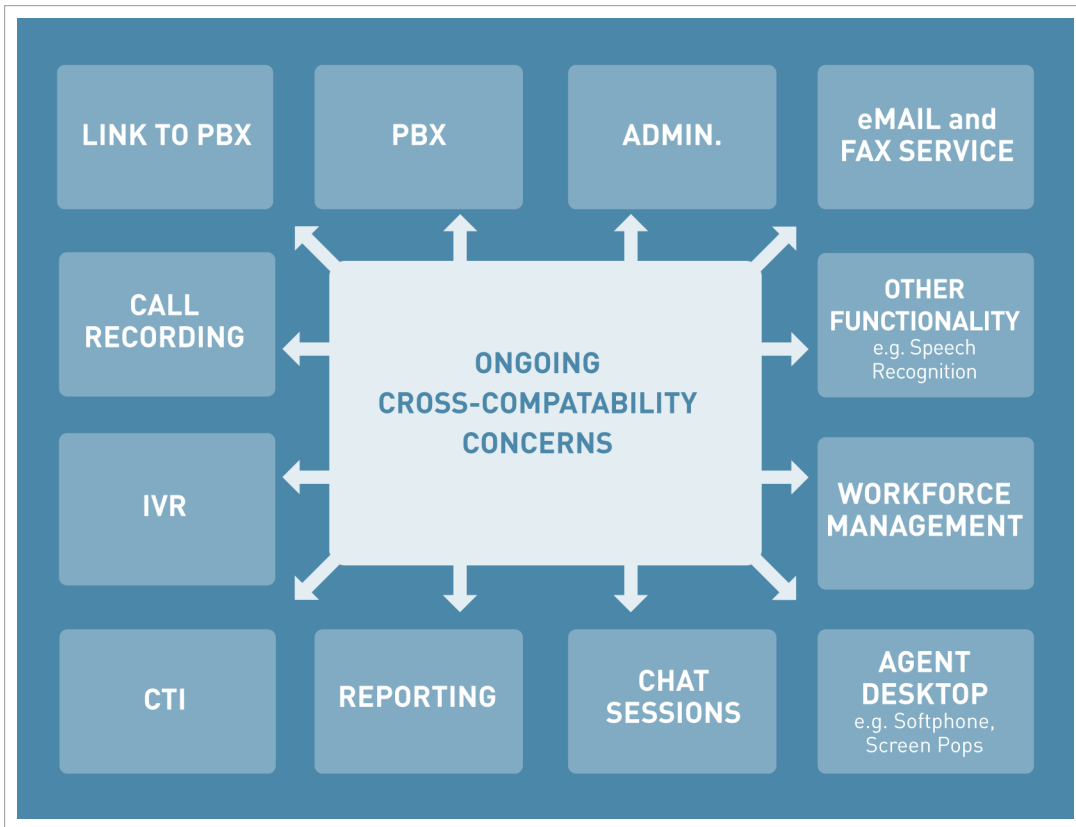 LINK TO PBX
PBX
ADMIN.
eMAIL and
FAX SERVICE
CALL
RECORDING
ONGOING
CROSS-COMPATABILITY
CONCERNS
OTHER
FUNCTIONALITY
e.g. Speech
Recognition
IVR
WORKFORCE
MANAGEMENT
CTI
REPORTING
CHAT
SESSIONS
AGENT
DESKTOP
e.g. Softphone,
Screen Pops